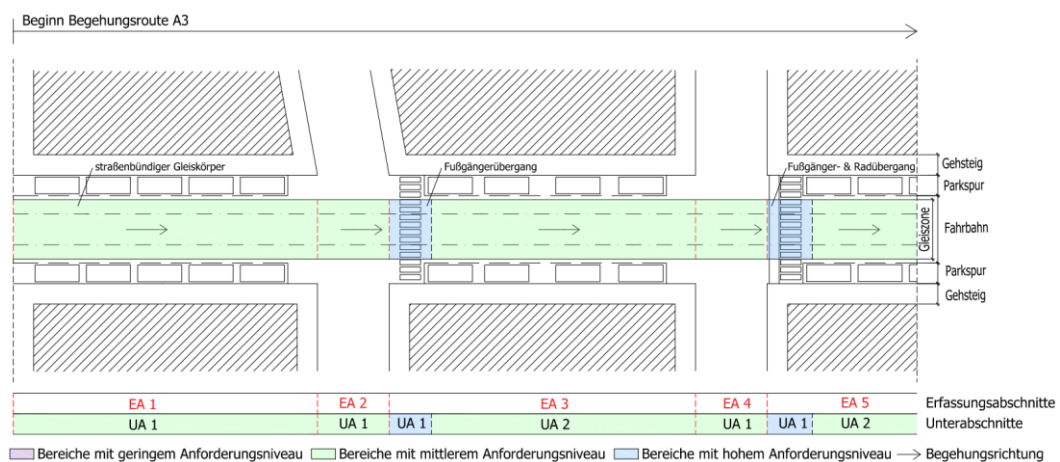 Beginn Begehungsroute A3
straßenbündiger Gleiskörper
Fußgängerübergang
Fußgänger- & Radübergang
Gehsteig
Parkspur
Gleiszone
Fahrbahn
Parkspur
Gehsteig
EA 1 EA 2 EA 3 EA 4 EA 5 Erfassungsabschnitte
UA 1 UA 1 UA 1 UA 2 UA 1 UA 1 UA 2 Unterabschnitte
Bereiche mit geringem Anforderungsniveau Bereiche mit mittlerem Anforderungsniveau Bereiche mit hohem Anforderungsniveau Begehungsrichtung